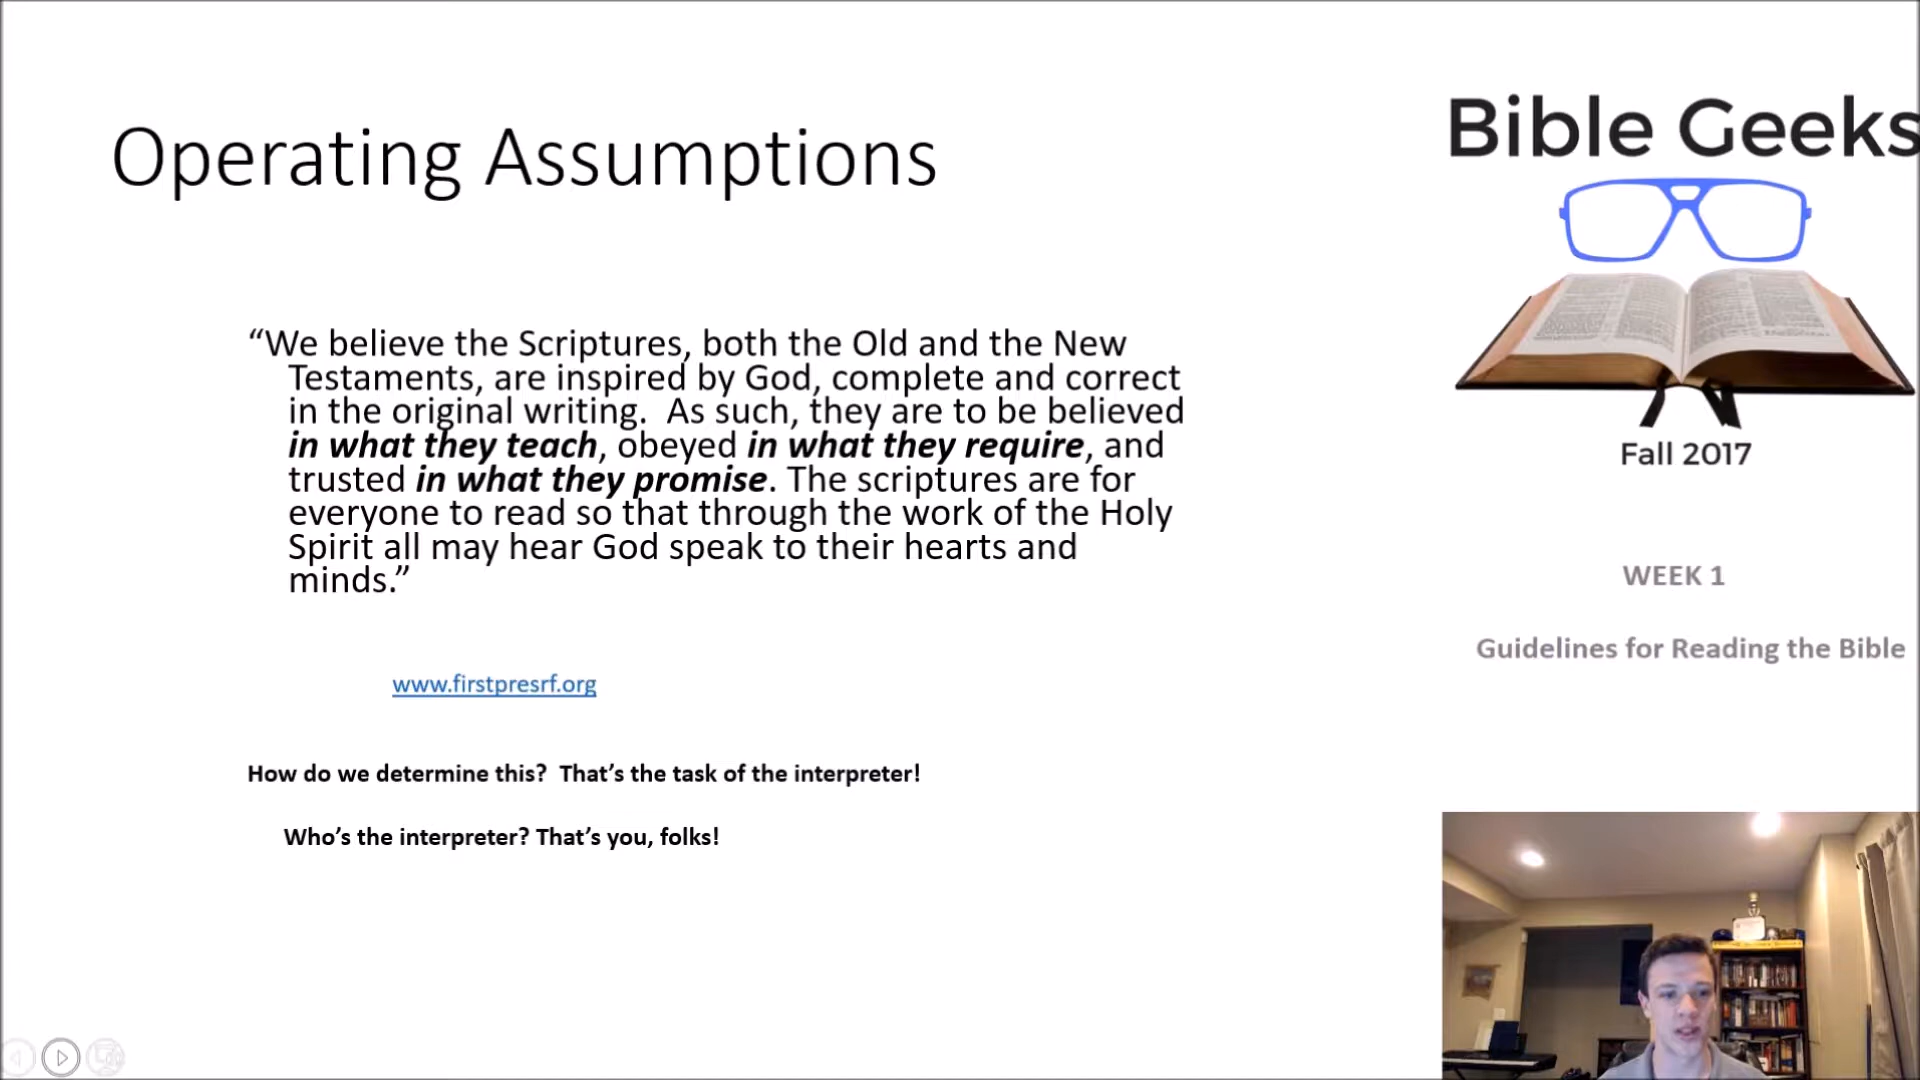 Operating Assumptions
“We believe the Scriptures, both the Old and the New
Testaments, are inspired by God, complete and correct
in the original writing.  As such, they are to be believed
in what they teach, obeyed in what they require, and
trusted in what they promise. The scriptures are for
everyone to read so that through the work of the Holy
Spirit all may hear God speak to their hearts and
minds.”
www.firstpresrf.org
How do we determine this?  That’s the task of the interpreter!
Who’s the interpreter? That’s you, folks!
Bible Geeks
Fall 2017
WEEK 1
Guidelines for Reading the Bible